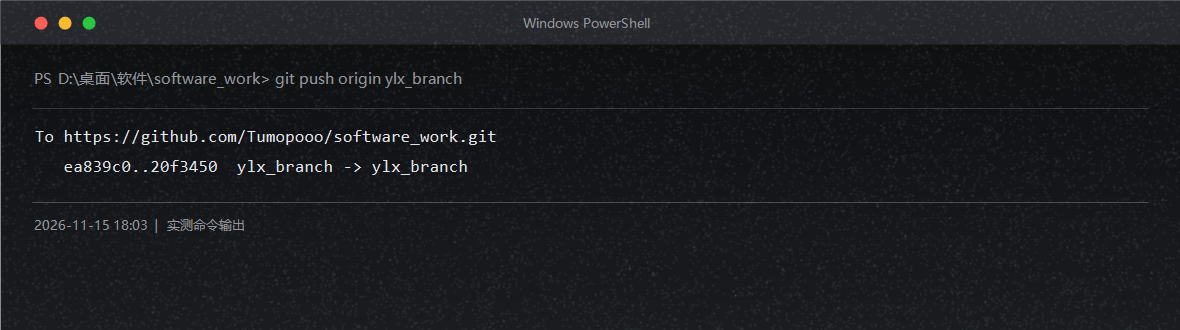 Windows PowerShell
PS D:\桌面\软件\software_work> git push origin ylx_branch
To https://github.com/Tumopooo/software_work.git
ea839c0..20f3450  ylx_branch -> ylx_branch
2026-11-15 18:03 | 实测命令输出